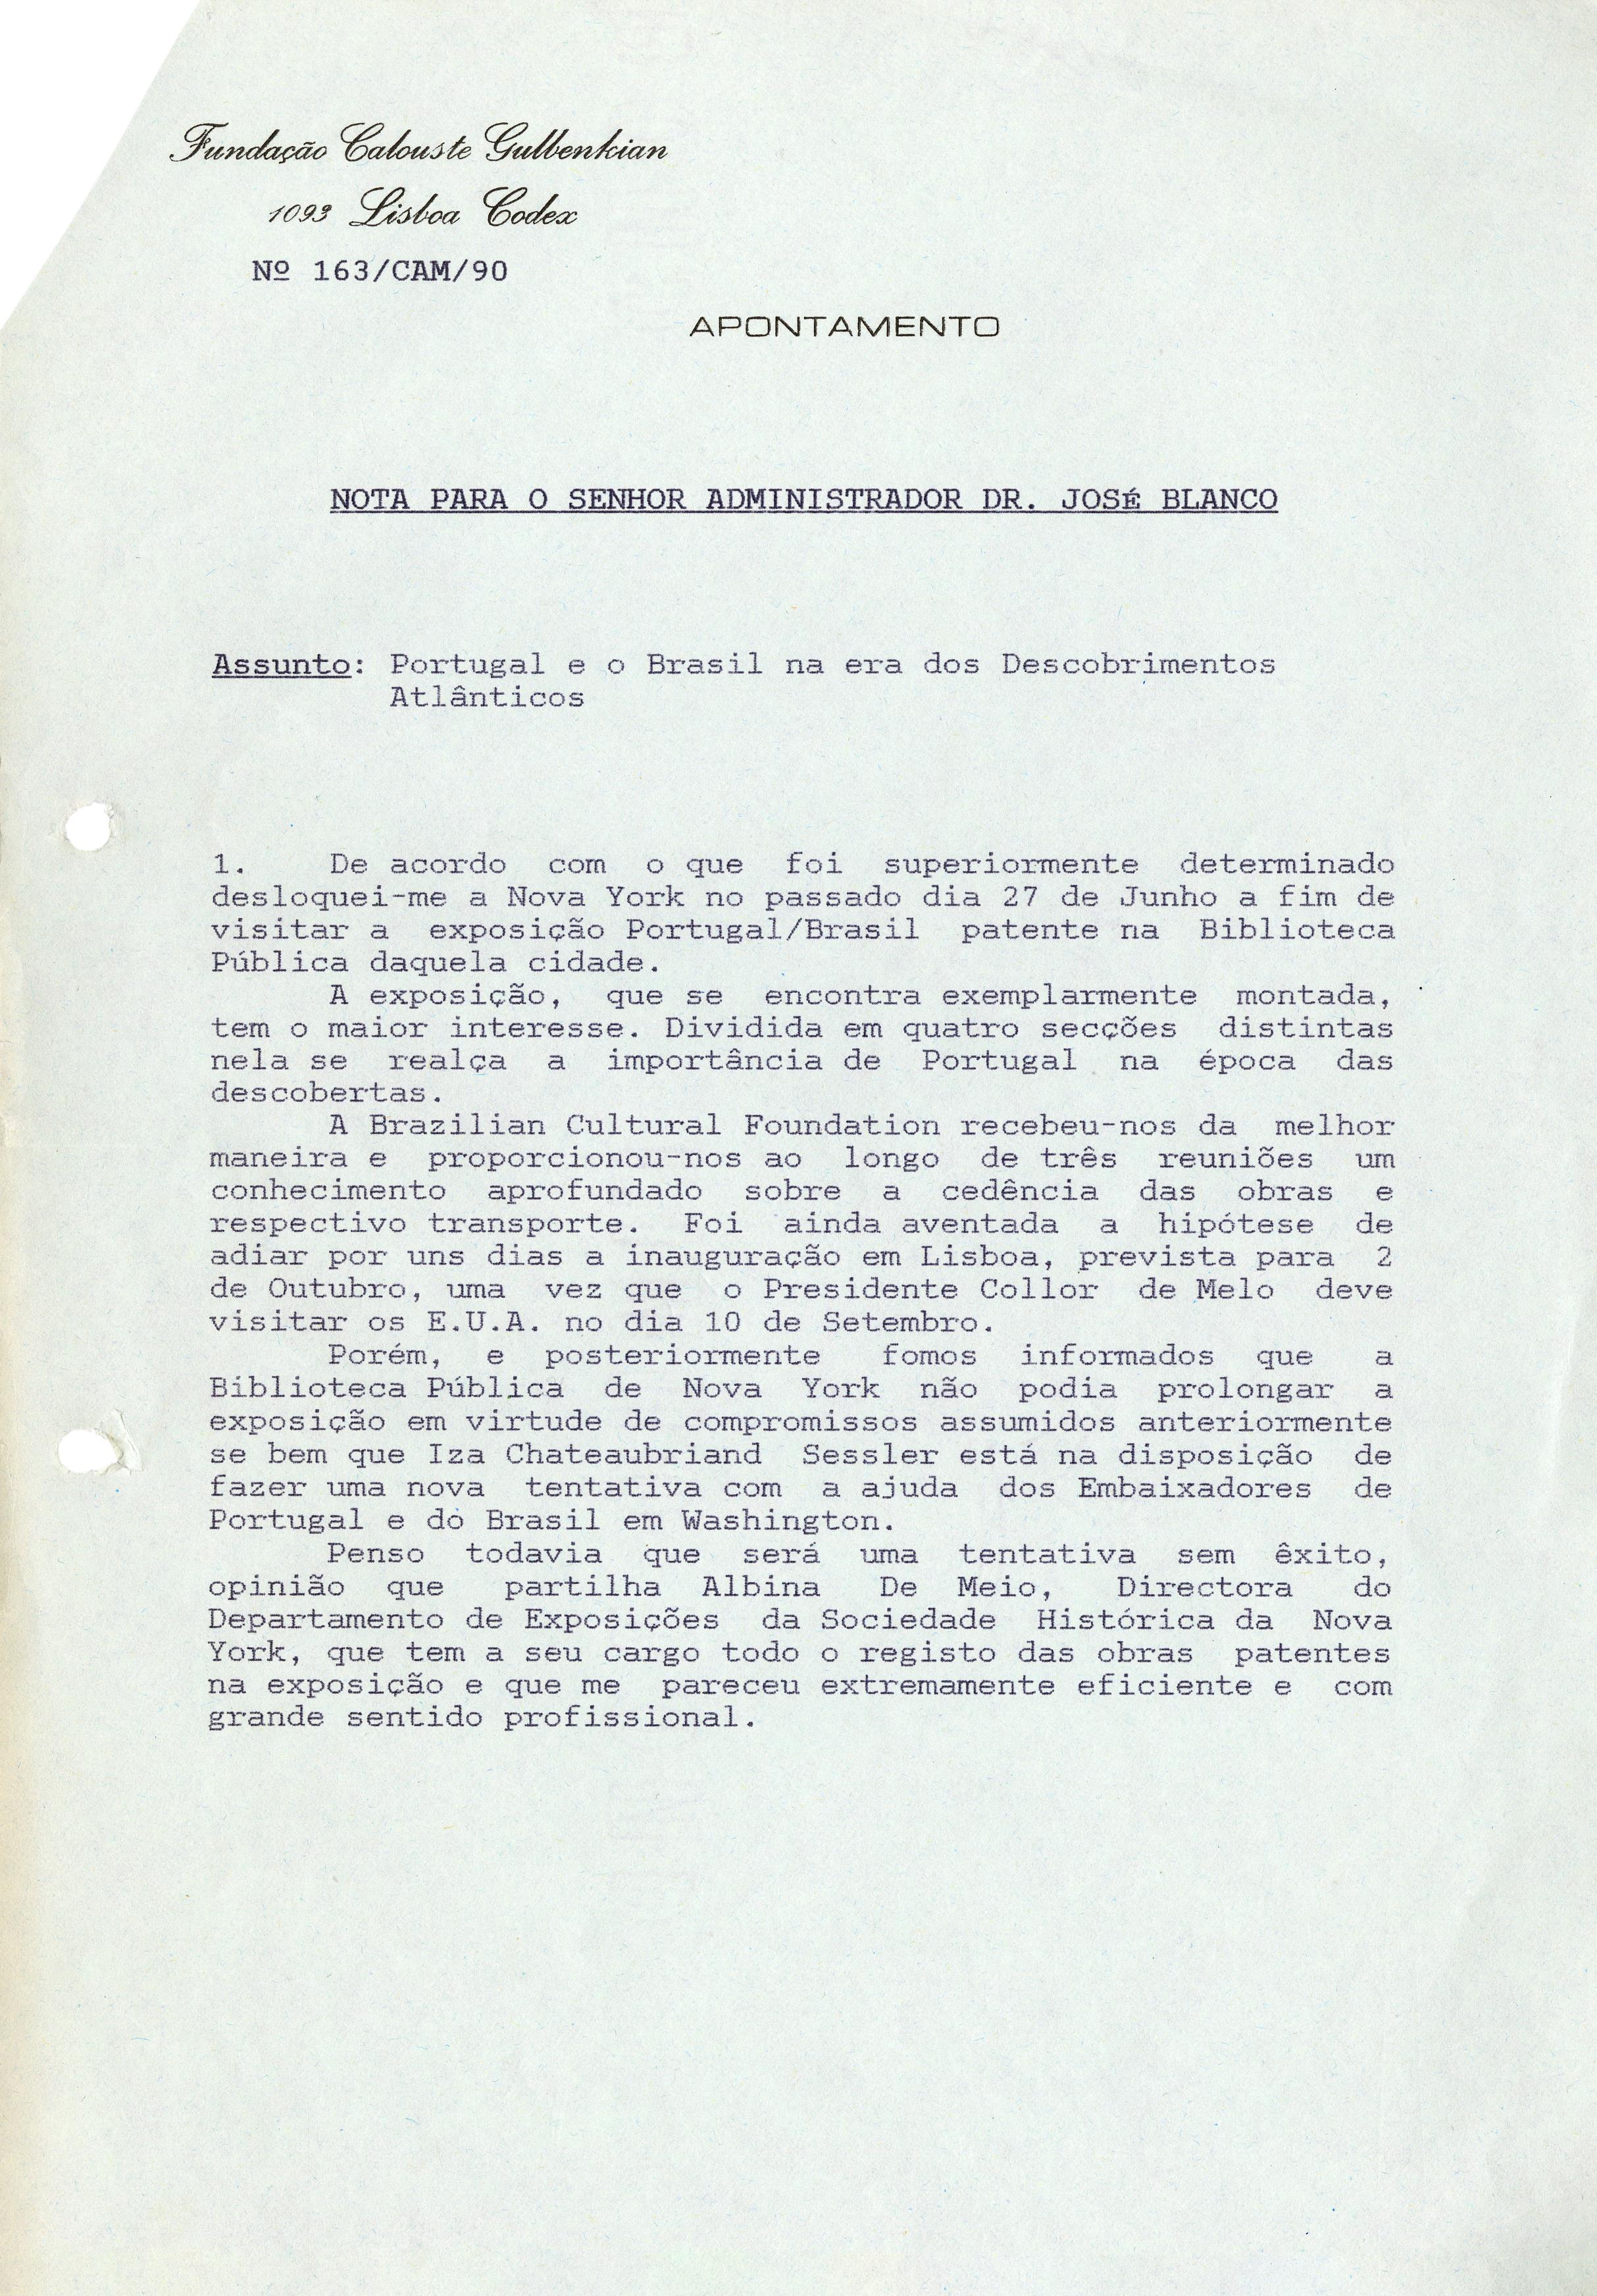 Fundação Calouste Gulbenkian
1093 Lisboa Codex
Nº 163/CAM/90
APONTAMENTO
NOTA PARA O SENHOR ADMINISTRADOR DR. JOSÉ BLANCO
Assunto: Portugal e o Brasil na era dos Descobrimentos
Atlânticos
1. De acordo com o que foi superiormente determinado
desloquei-me a Nova York no passado dia 27 de Junho a fim de
visitar a exposição Portugal/Brasil patente na Biblioteca
Pública daquela cidade.
A exposição, que se encontra exemplarmente montada,
tem o maior interesse. Dividida em quatro secções distintas
nela se realça a importância de Portugal na época das
descobertas.
A Brazilian Cultural Foundation recebeu-nos da melhor
maneira e proporcionou-nos ao longo de três reuniões um
conhecimento aprofundado sobre a cedência das obras e
respectivo transporte. Foi ainda aventada a hipótese de
adiar por uns dias a inauguração em Lisboa, prevista para 2
de Outubro, uma vez que o Presidente Collor de Melo deve
visitar os E.U.A. no dia 10 de Setembro.
Porém, e posteriormente fomos informados que a
Biblioteca Pública de Nova York não podia prolongar a
exposição em virtude de compromissos assumidos anteriormente
se bem que Iza Chateaubriand Sessler está na disposição de
fazer uma nova tentativa com a ajuda dos Embaixadores de
Portugal e do Brasil em Washington.
Penso todavia que será uma tentativa sem êxito,
opinião que partilha Albina De Meio, Directora do
Departamento de Exposições da Sociedade Histórica da Nova
York, que tem a seu cargo todo o registo das obras patentes
na exposição e que me pareceu extremamente eficiente e com
grande sentido profissional.